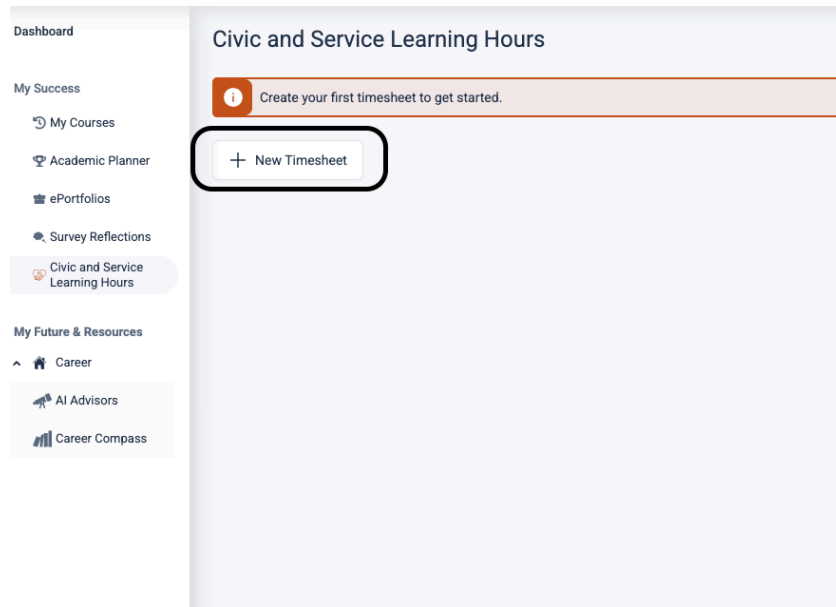 Dashboard
My Success
My Courses
Academic Planner
ePortfolios
Survey Reflections
Civic and Service
Learning Hours
My Future & Resources
Career
AI Advisors
Career Compass
Civic and Service Learning Hours
Create your first timesheet to get started.
New Timesheet